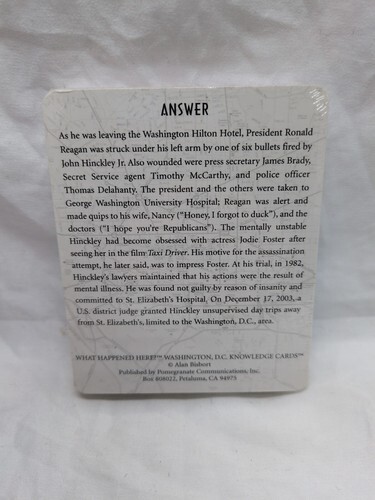 ANSWER
As he was leaving the Washington Hilton Hotel, President Ronald
Reagan was struck under his left arm by one of six bullets fired by
John Hinckley Jr. Also wounded were press secretary James Brady,
Secret Service agent Timothy McCarthy, and police officer
Thomas Delahanty. The president and the others were taken to
George Washington University Hospital; Reagan was alert and
made quips to his wife, Nancy (“Honey, I forgot to duck”), and the
doctors (“I hope you're Republicans”). The mentally unstable
Hinckley had become obsessed with actress Jodie Foster after
seeing her in the film Taxi Driver. His motive for the assassination
attempt, he later said, was to impress Foster. At his trial, in 1982,
Hinckley's lawyers maintained that his actions were the result of
mental illness. He was found not guilty by reason of insanity and
committed to St. Elizabeth's Hospital. On December 17, 2003, a
U.S. district judge granted Hinckley unsupervised day trips away
from St. Elizabeth's, limited to the Washington, D.C., area.
WHAT HAPPENED HERE?™ WASHINGTON, D.C. KNOWLEDGE CARDS™
© Alan Bisbort
Published by Pomegranate Communications, Inc.
Box 808022, Petaluma, CA 94975